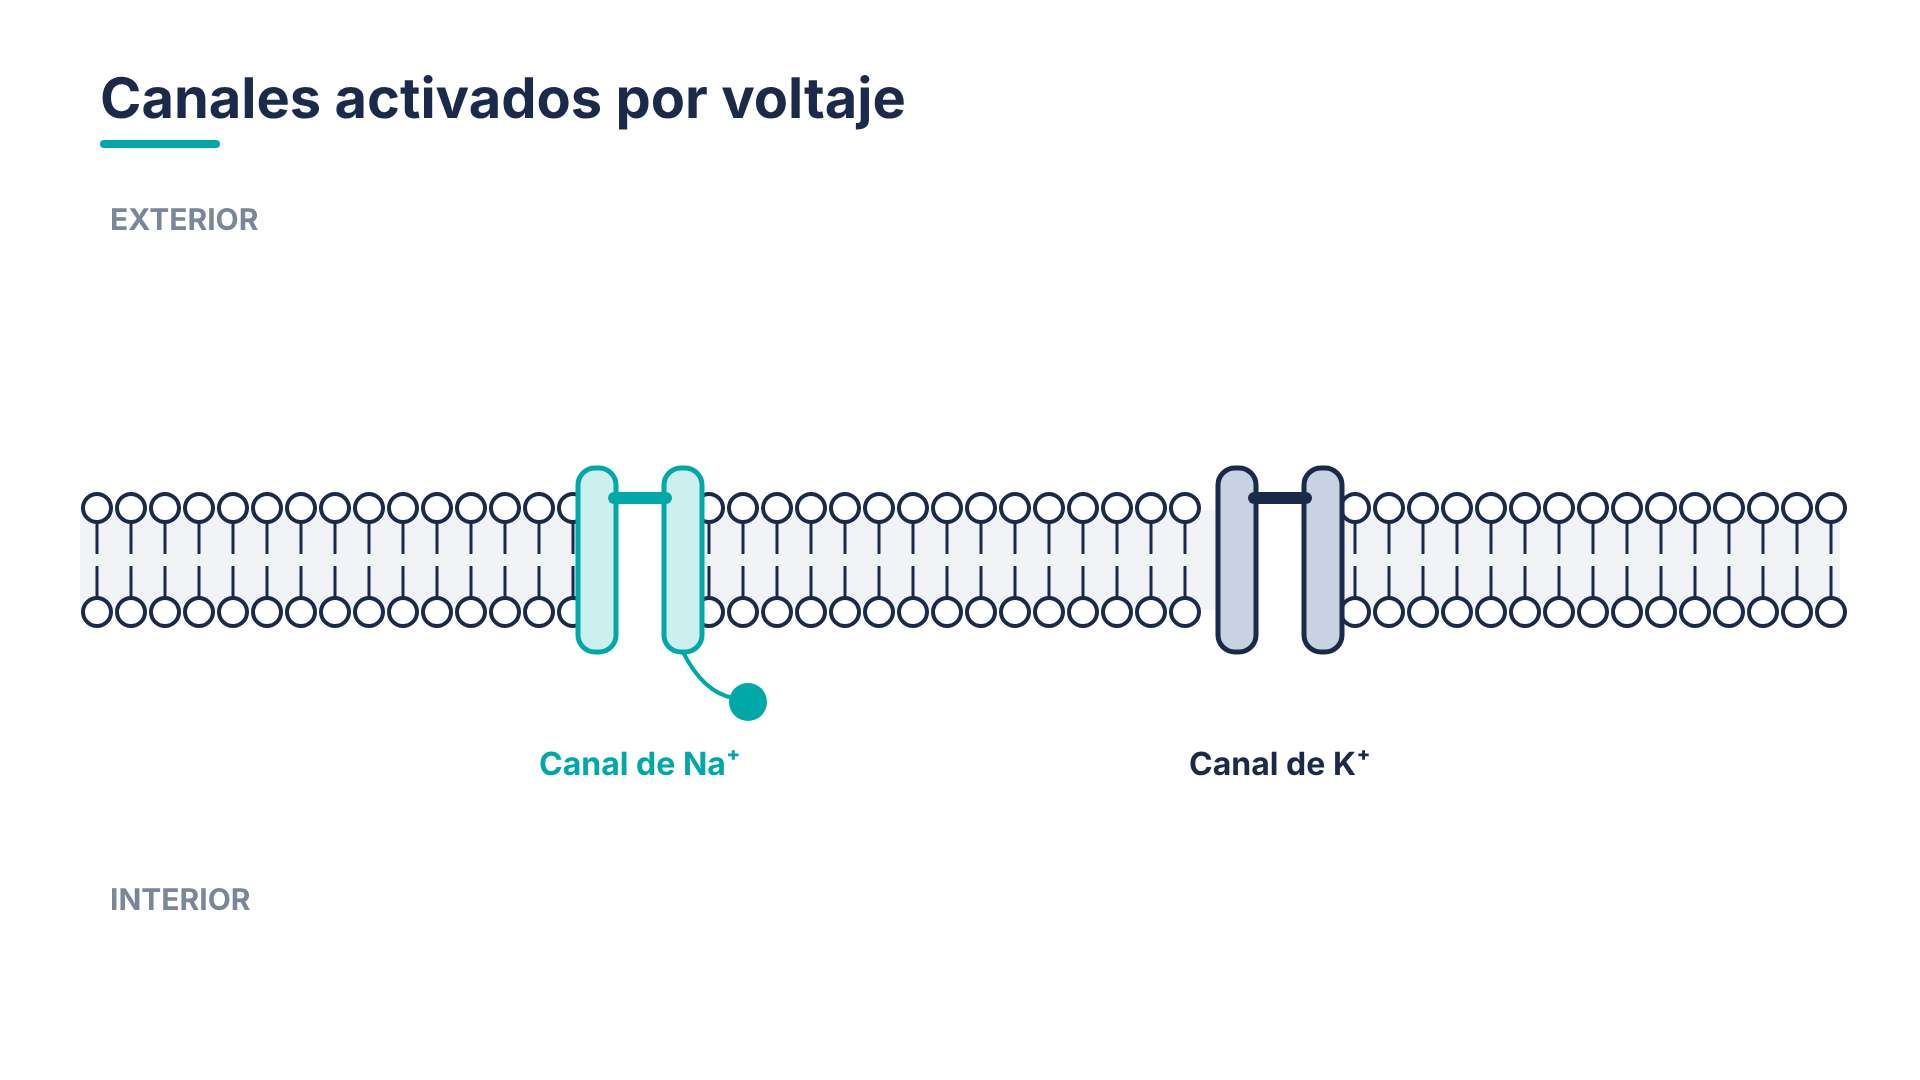 Canales activados por voltaje
EXTERIOR
Canal de Na⁺
Canal de K⁺
INTERIOR